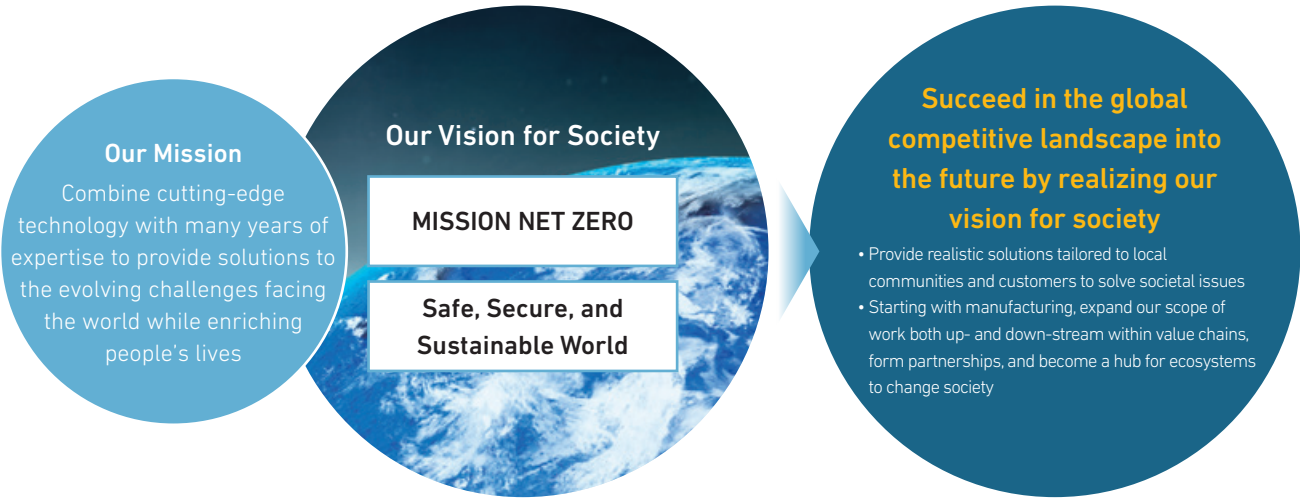 Our Mission
Combine cutting-edge
technology with many years of
expertise to provide solutions to
the evolving challenges facing
the world while enriching
people's lives
Our Vision for Society
MISSION NET ZERO
Safe, Secure, and
Sustainable World
Succeed in the global
competitive landscape into
the future by realizing our
vision for society
• Provide realistic solutions tailored to local
communities and customers to solve societal issues
• Starting with manufacturing, expand our scope of
work both up- and down-stream within value chains,
form partnerships, and become a hub for ecosystems
to change society